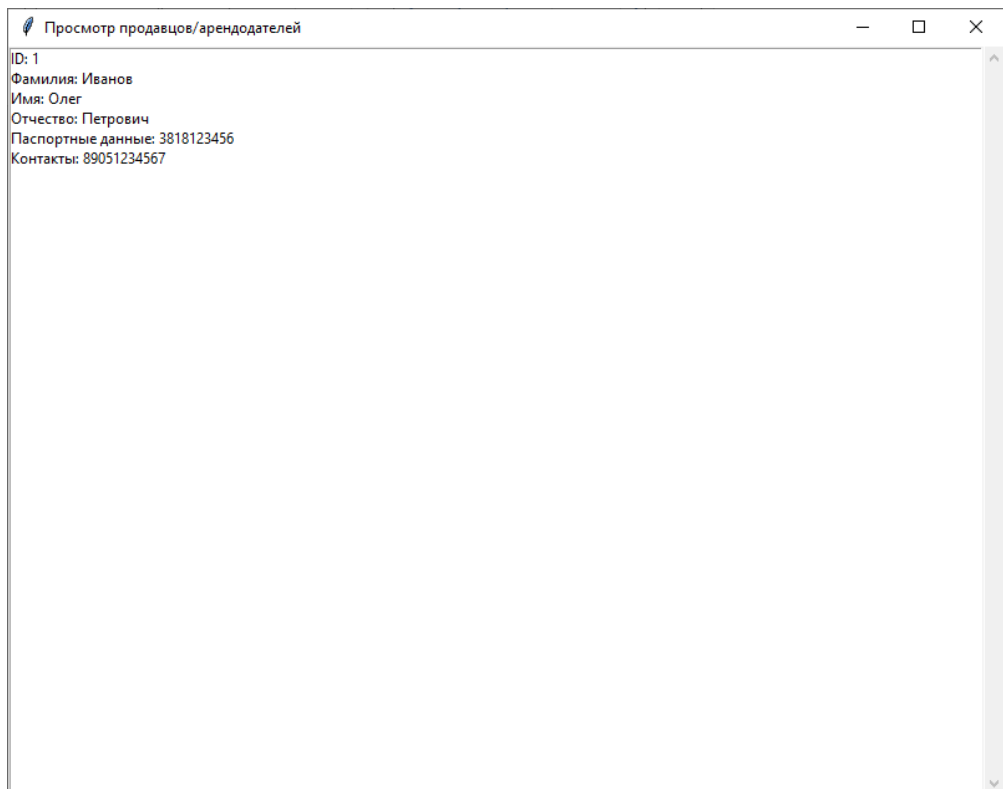 Просмотр продавцов/арендодателей
ID: 1
Фамилия: Иванов
Имя: Олег
Отчество: Петрович
Паспортные данные: 3818123456
Контакты: 89051234567